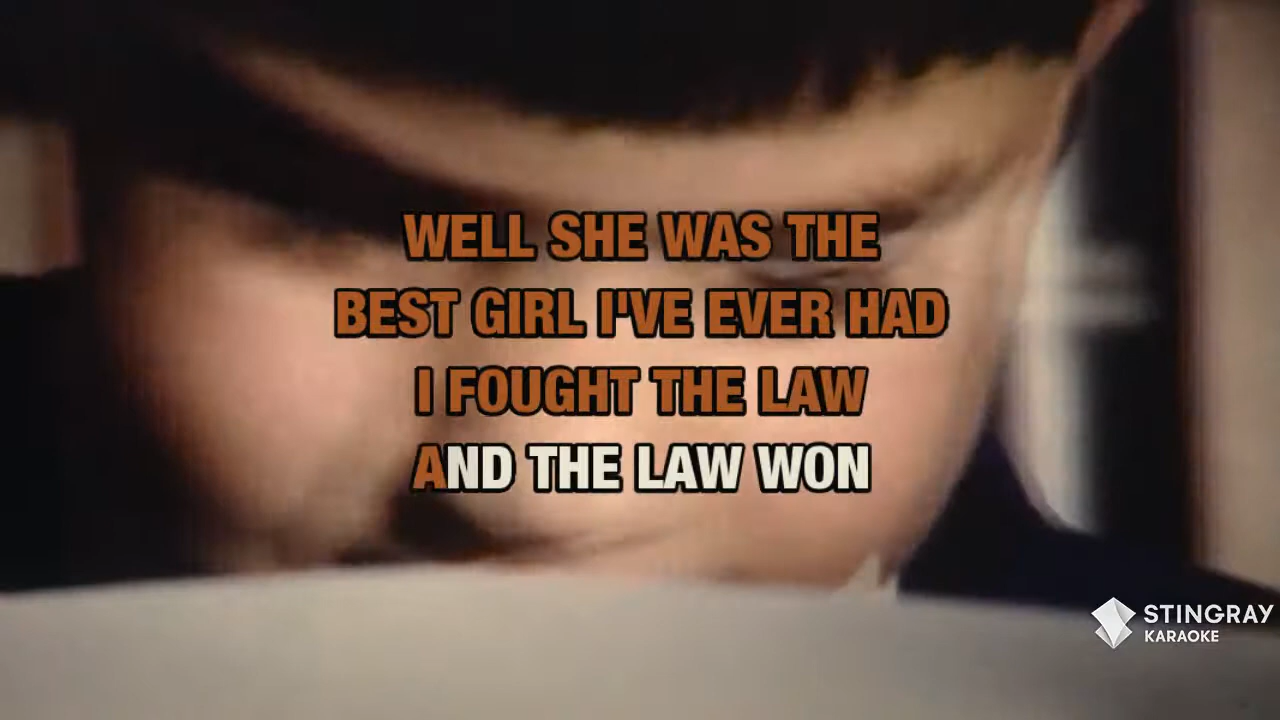 WELL SHE WAS THE
BEST GIRL I'VE EVER HAD
I FOUGHT THE LAW
AND THE LAW WON
STINGRAY
KARAOKE